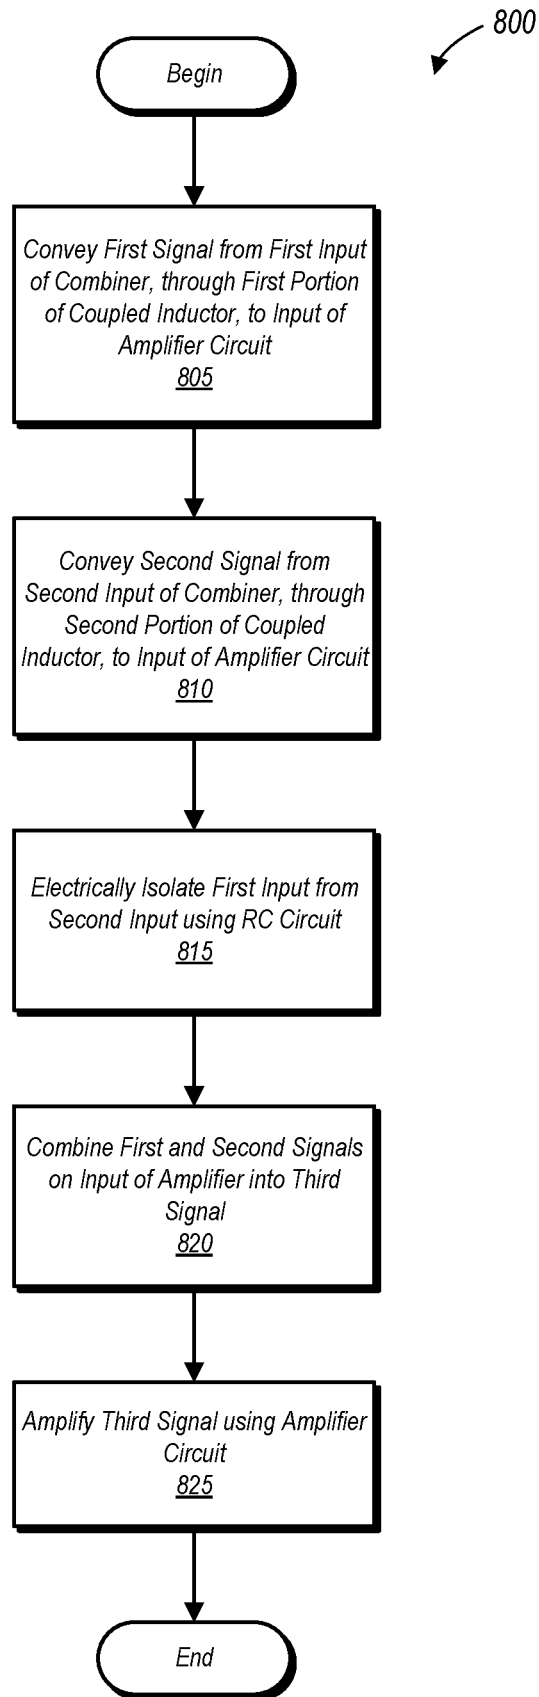 800
Begin
Convey First Signal from First Input
of Combiner, through First Portion
of Coupled Inductor, to Input of
Amplifier Circuit
805
Convey Second Signal from
Second Input of Combiner, through
Second Portion of Coupled
Inductor, to Input of Amplifier Circuit
810
Electrically Isolate First Input from
Second Input using RC Circuit
815
Combine First and Second Signals
on Input of Amplifier into Third
Signal
820
Amplify Third Signal using Amplifier
Circuit
825
End